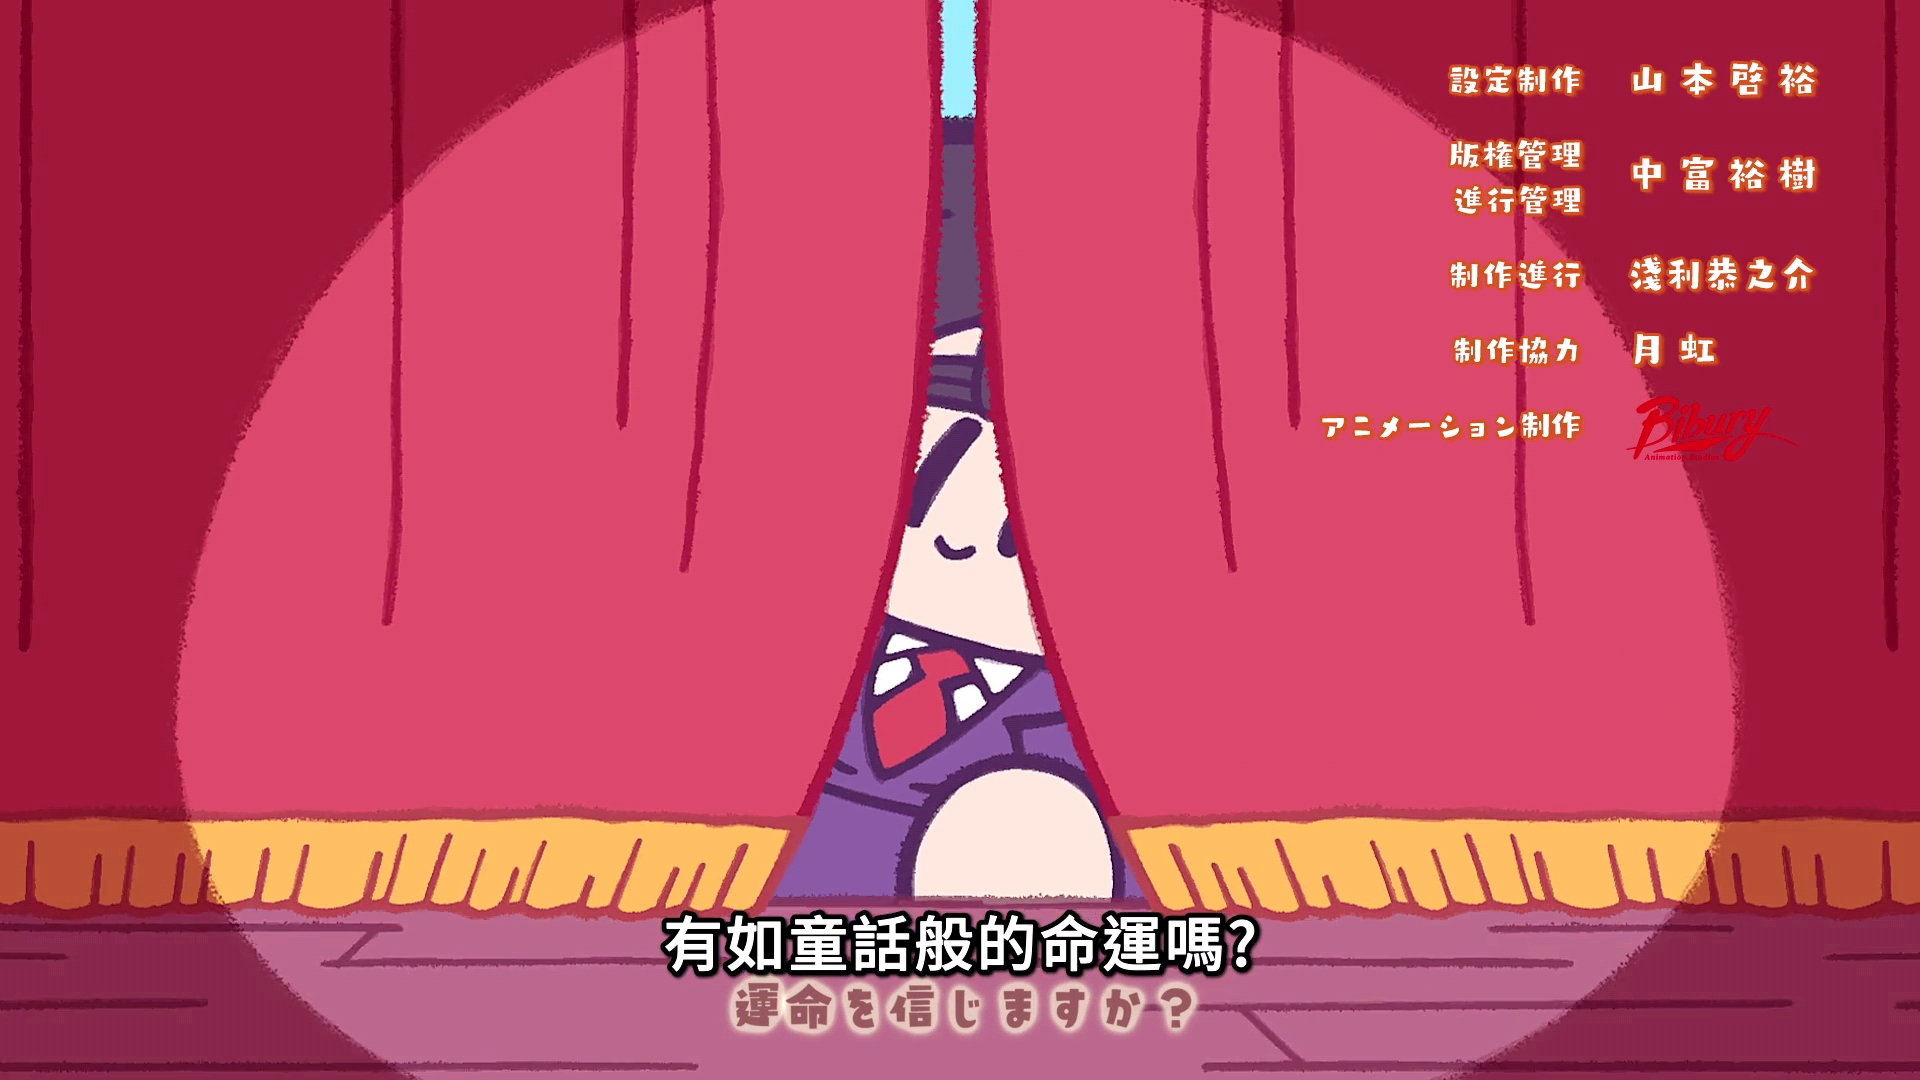 設定制作 山本啓裕
版権管理
進行管理 中富裕樹
制作進行 淺利恭之介
制作協力 月虹
アニメーション制作 Bibury
Animation Studios
有如童話般的命運嗎?
運命を信じますか?